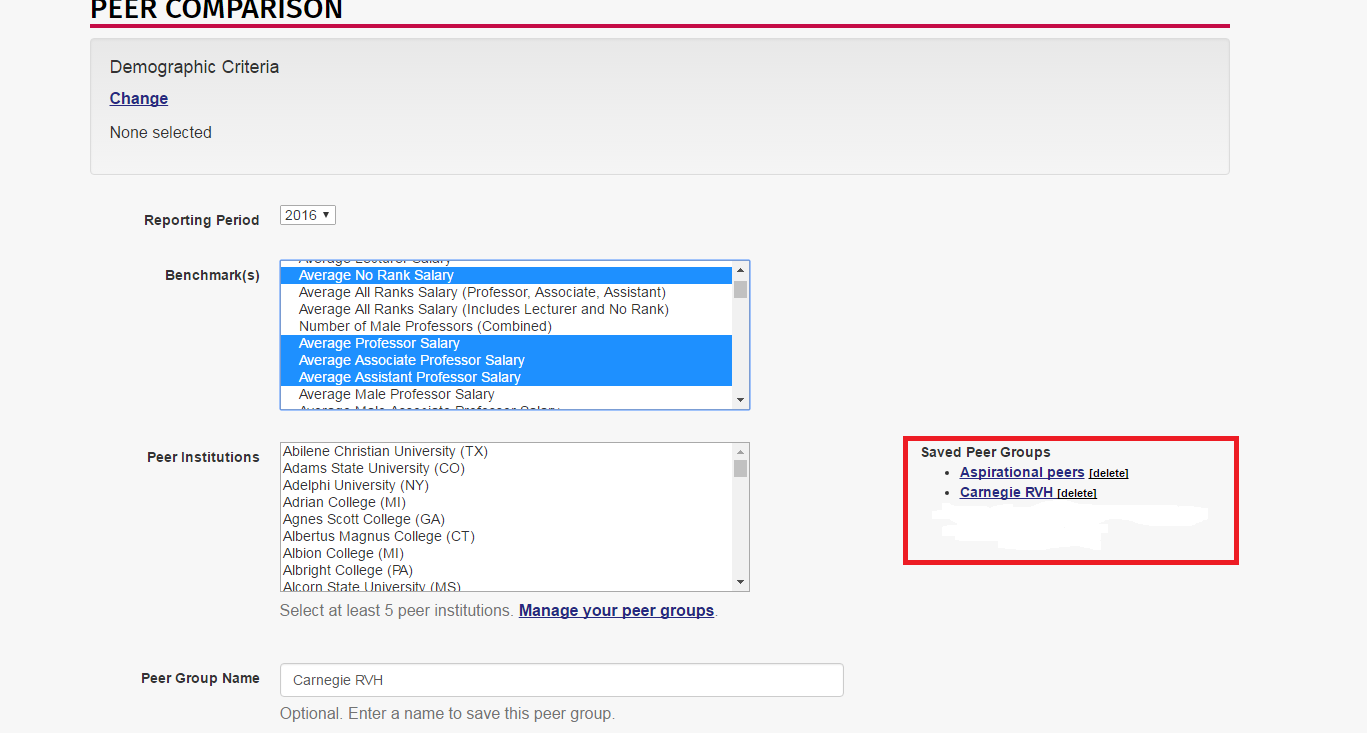 PEER COMPARISON
Demographic Criteria
Change
None selected
Reporting Period
2016
Benchmark(s)
Average Lecturer Salary
Average No Rank Salary
Average All Ranks Salary (Professor, Associate, Assistant)
Average All Ranks Salary (Includes Lecturer and No Rank)
Number of Male Professors (Combined)
Average Professor Salary
Average Associate Professor Salary
Average Assistant Professor Salary
Average Male Professor Salary
Average Male Associate Professor Salary
Peer Institutions
Abilene Christian University (TX)
Adams State University (CO)
Adelphi University (NY)
Adrian College (MI)
Agnes Scott College (GA)
Albertus Magnus College (CT)
Albion College (MI)
Albright College (PA)
Alcorn State University (MS)
Select at least 5 peer institutions. Manage your peer groups.
Saved Peer Groups
• Aspirational peers [delete]
• Carnegie RVH [delete]
Peer Group Name
Carnegie RVH
Optional. Enter a name to save this peer group.